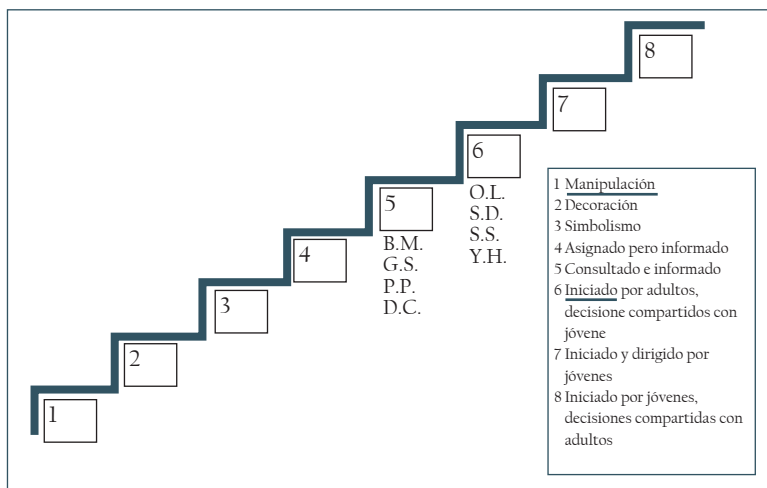 8
7
6
O.L.
S.D.
S.S.
Y.H.
5
B.M.
G.S.
P.P.
D.C.
4
3
2
1
1 Manipulación
2 Decoración
3 Simbolismo
4 Asignado pero informado
5 Consultado e informado
6 Iniciado por adultos,
decisione compartidos con
jóvene
7 Iniciado y dirigido por
jóvenes
8 Iniciado por jóvenes,
decisiones compartidas con
adultos